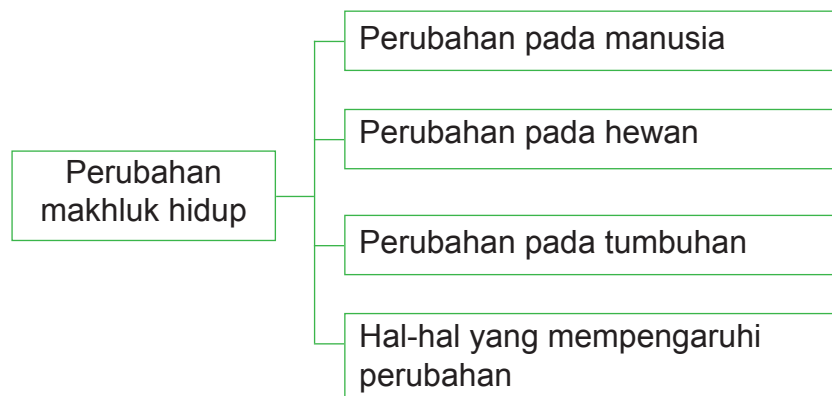 Perubahan pada manusia
Perubahan pada hewan
Perubahan
makhluk hidup
Perubahan pada tumbuhan
Hal-hal yang mempengaruhi
perubahan